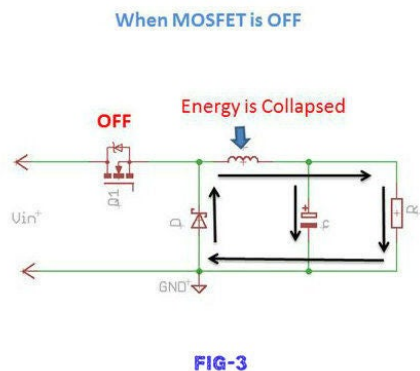 When MOSFET is OFF
Energy is Collapsed
OFF
Q1
Vin+
D
R
GND
FIG-3